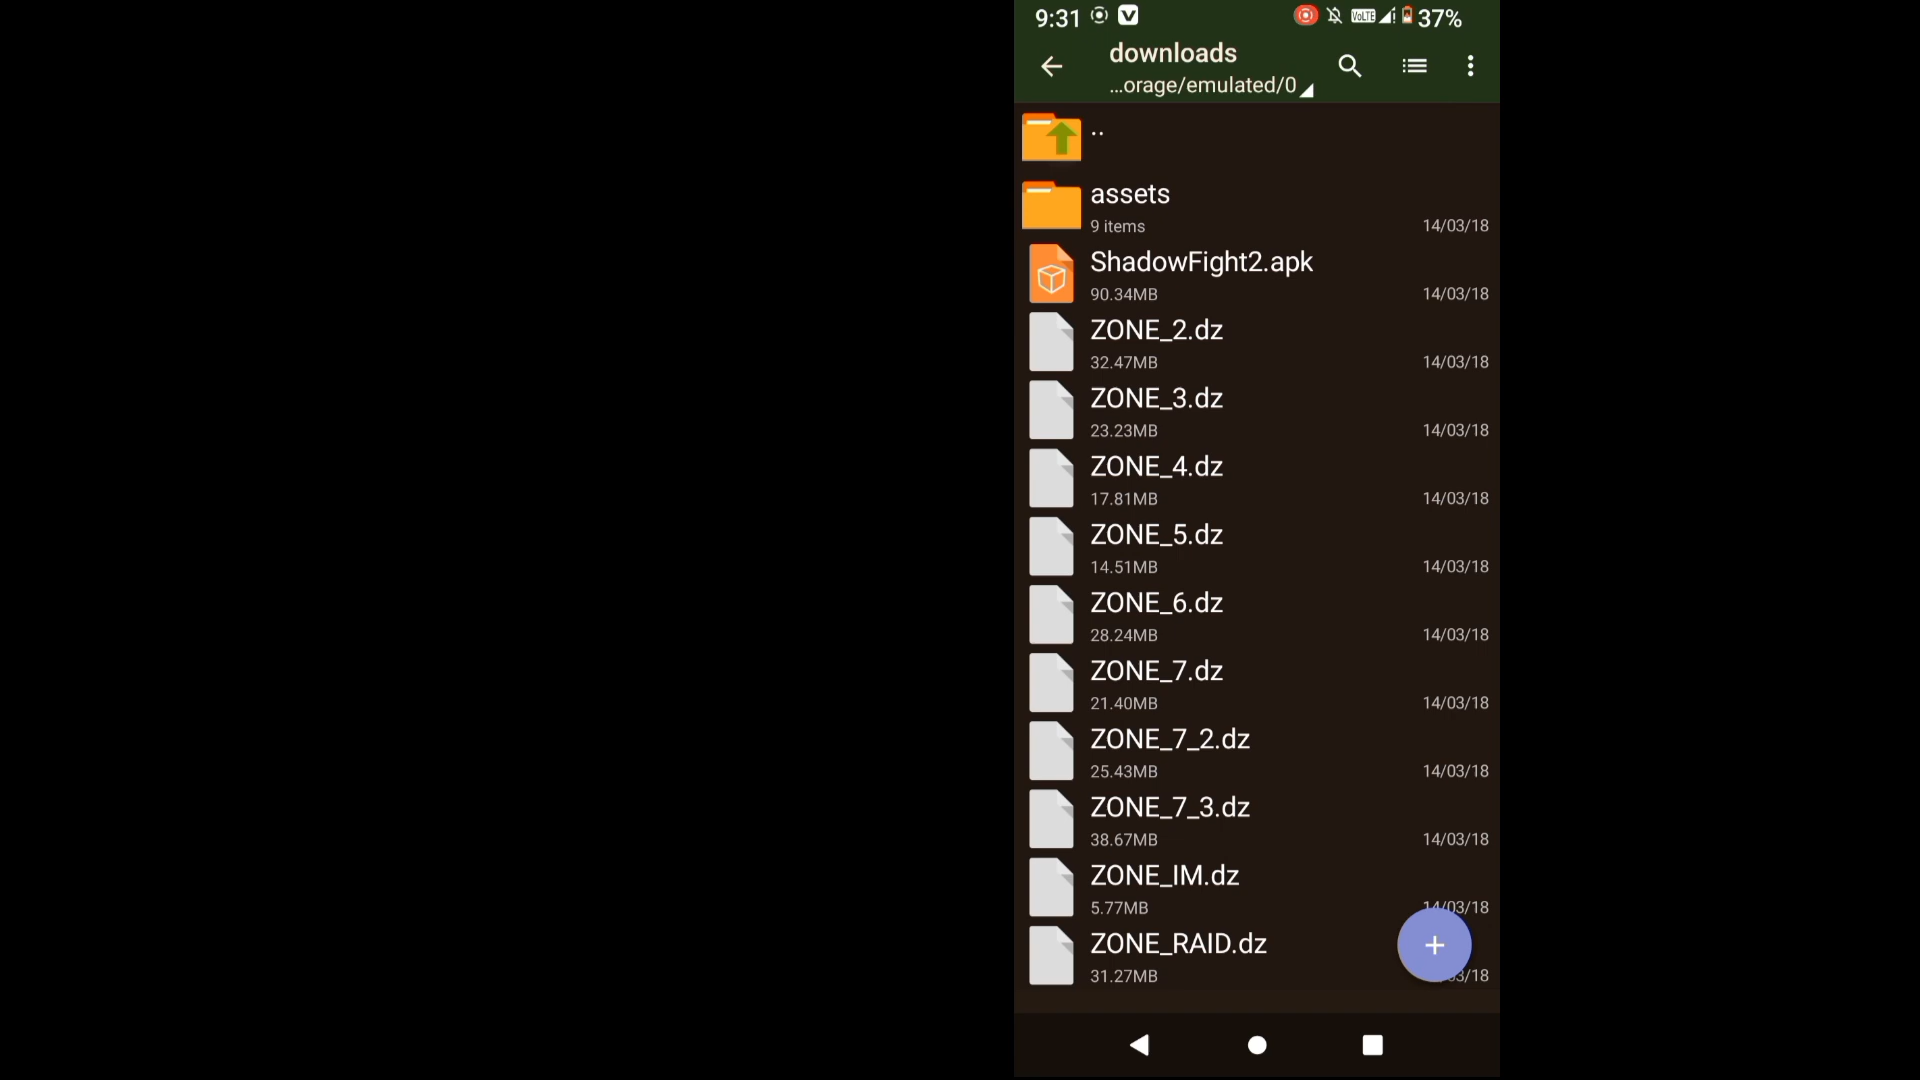 9:31 VoLTE 37%
downloads
...orage/emulated/0
..
assets
9 items 14/03/18
ShadowFight2.apk
90.34MB 14/03/18
ZONE_2.dz
32.47MB 14/03/18
ZONE_3.dz
23.23MB 14/03/18
ZONE_4.dz
17.81MB 14/03/18
ZONE_5.dz
14.51MB 14/03/18
ZONE_6.dz
28.24MB 14/03/18
ZONE_7.dz
21.40MB 14/03/18
ZONE_7_2.dz
25.43MB 14/03/18
ZONE_7_3.dz
38.67MB 14/03/18
ZONE_IM.dz
5.77MB 14/03/18
ZONE_RAID.dz
31.27MB